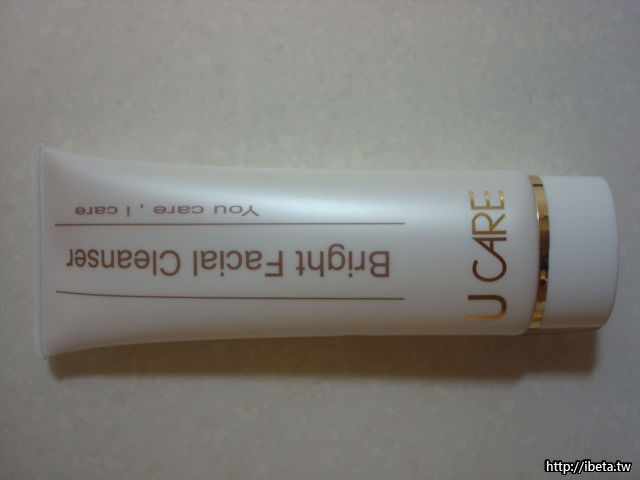 U CARE
Bright Facial Cleanser
You care , i care
http://ibeta.tw